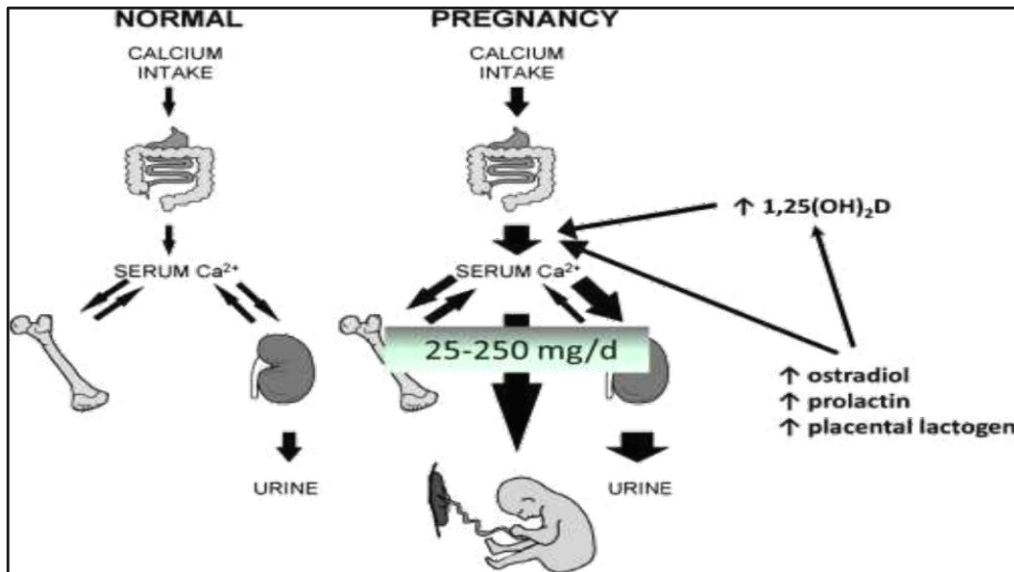 NORMAL
CALCIUM
INTAKE
SERUM Ca²⁺
URINE
PREGNANCY
CALCIUM
INTAKE
SERUM Ca²⁺
25-250 mg/d
URINE
↑ 1,25(OH)₂D
↑ ostradiol
↑ prolactin
↑ placental lactogen